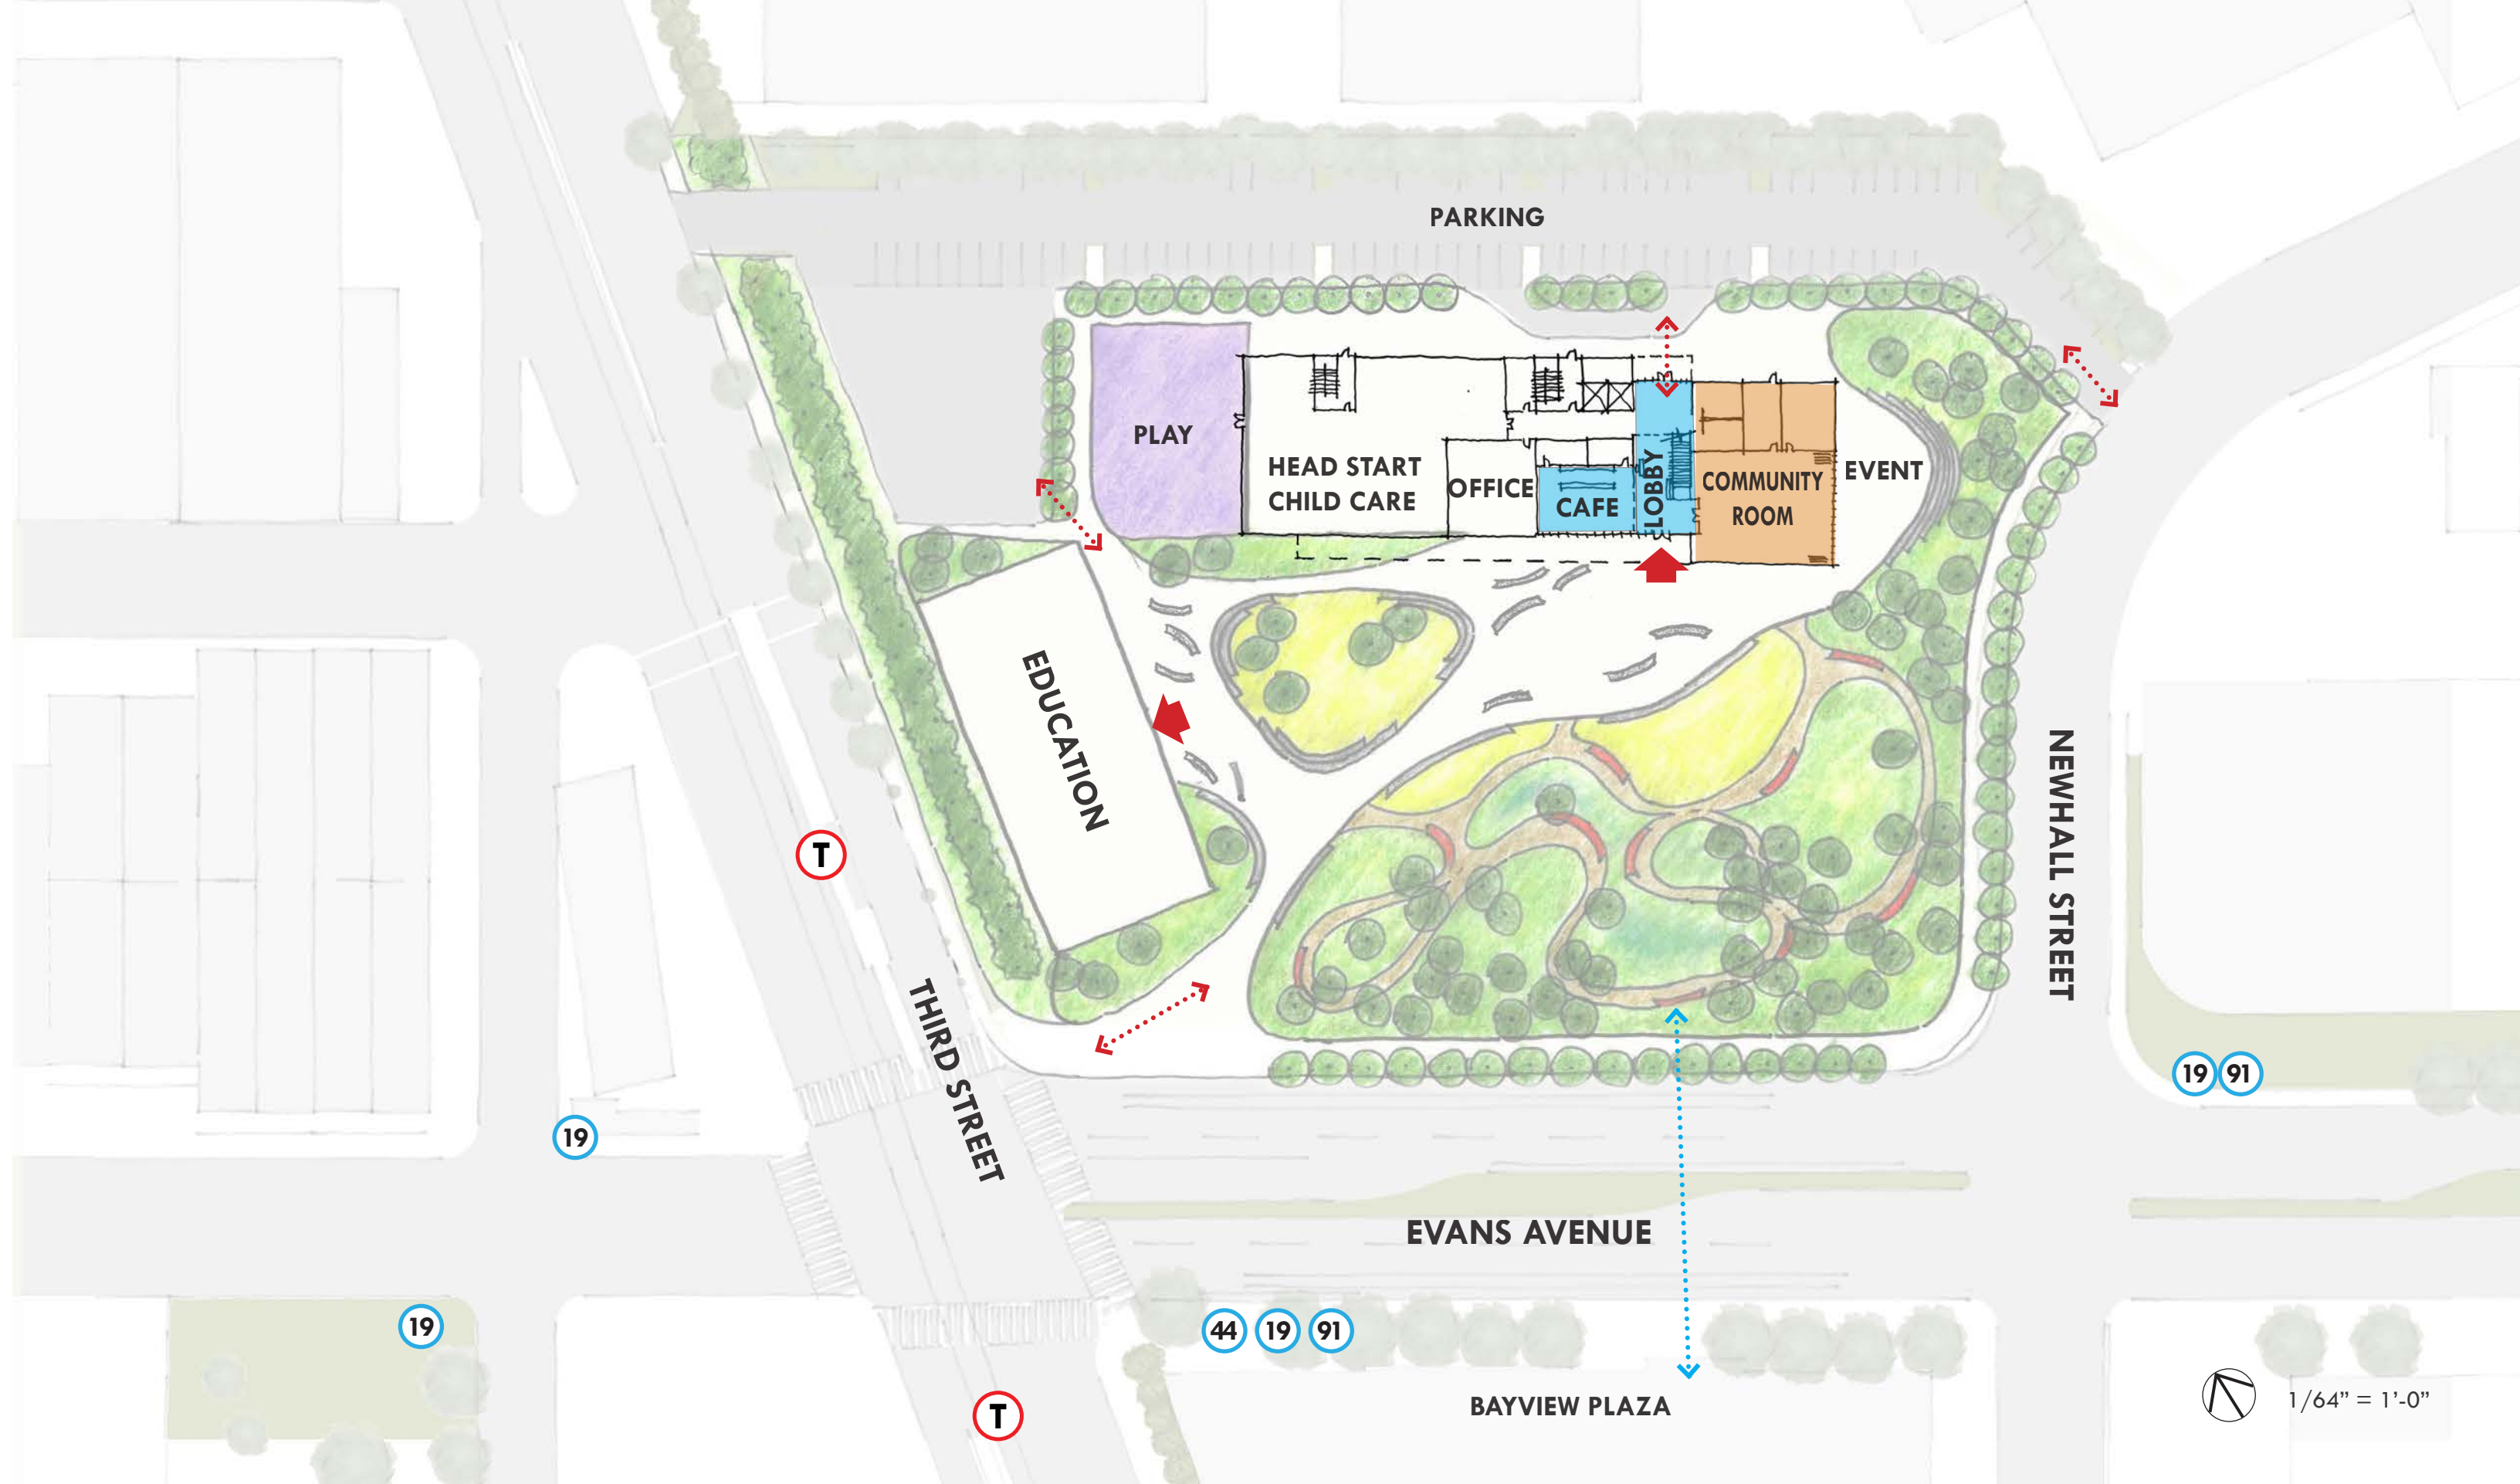 PARKING
PLAY
HEAD START
CHILD CARE
OFFICE
CAFE
LOBBY
COMMUNITY
ROOM
EVENT
EDUCATION
NEWHALL STREET
T
THIRD STREET
19 91
19
EVANS AVENUE
19
44 19 91
T
BAYVIEW PLAZA
1/64” = 1’-0”